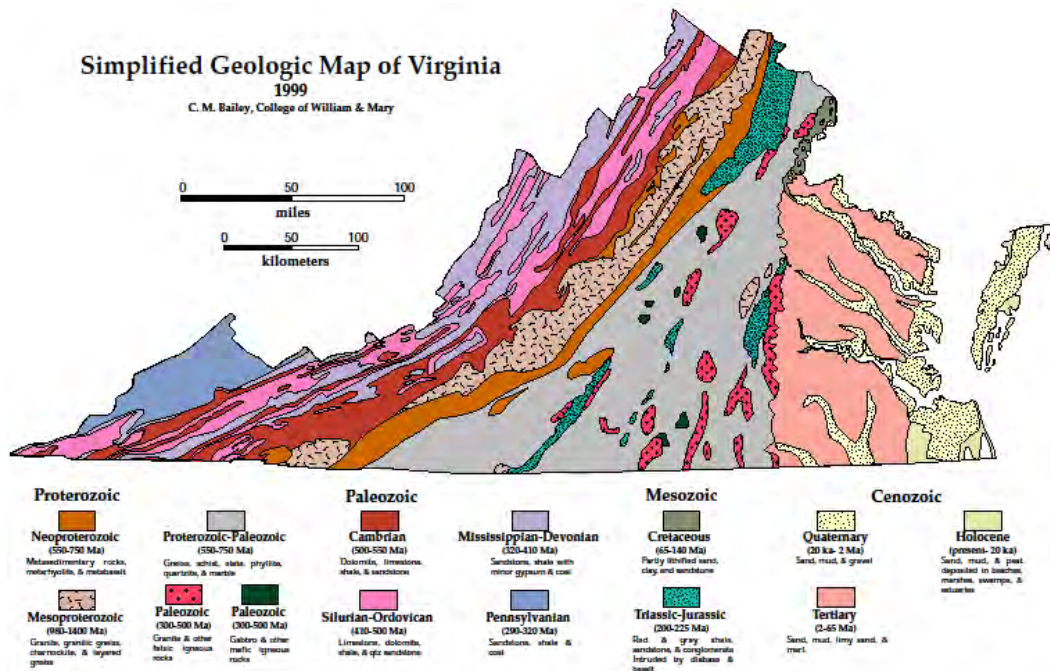 Simplified Geologic Map of Virginia
1999
C. M. Bailey, College of William & Mary
0 50 100
miles
0 50 100
kilometers
Proterozoic
Paleozoic
Mesozoic
Cenozoic
Neoproterozoic
(550-750 Ma)
Metasedimentary rocks,
metarhyolite, & metabasalt
Proterozoic-Paleozoic
(550-750 Ma)
Gneiss, schist, slate, phyllite,
quartzite, & marble
Cambrian
(500-550 Ma)
Dolomite, limestone,
shale, & sandstone
Mississippian-Devonian
(320-410 Ma)
Sandstone, shale with
minor gypsum & coal
Cretaceous
(65-140 Ma)
Partly lithified sand,
clay, and sandstone
Quaternary
(20 ka- 2 Ma)
Sand, mud, & gravel
Holocene
(present- 20 ka)
Sand, mud, & peat
deposited in beaches,
marshes, swamps, &
estuaries
Mesoproterozoic
(980-1400 Ma)
Granite, granitic gneiss,
charnockite, & layered
gneiss
Paleozoic
(300-500 Ma)
Granite & other
felsic igneous
rocks
Paleozoic
(300-500 Ma)
Gabbro & other
mafic igneous
rocks
Silurian-Ordovican
(410-500 Ma)
Limestone, dolomite,
shale, & qtz sandstone
Pennsylvanian
(290-320 Ma)
Sandstone, shale &
coal
Triassic-Jurassic
(200-225 Ma)
Red & gray shale,
sandstone, & conglomerate
Intruded by diabase &
basalt
Tertiary
(2-65 Ma)
Sand, mud, limy sand, &
marl.